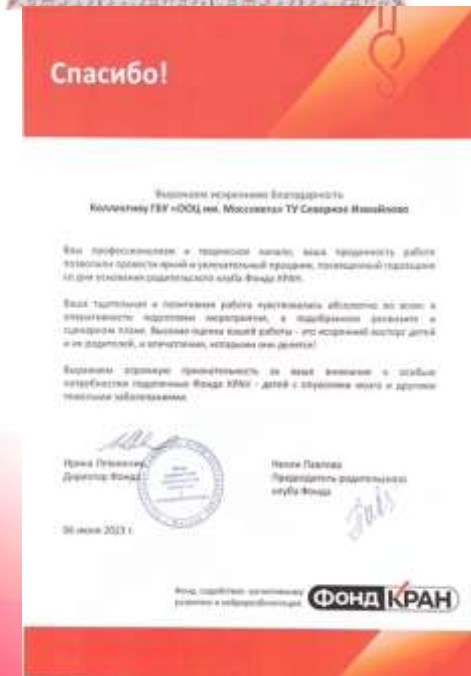 Спасибо!
Выражаем искреннюю благодарность
Коллективу ГБУ «ООЦ им. Моссовета» ТУ Северное Измайлово
Ваш профессионализм и творческое начало, ваша преданность работе
позволили провести яркий и увлекательный праздник, посвященный годовщине
со дня основания родительского клуба Фонда КРАН.
Ваша тщательная и позитивная работа чувствовалась абсолютно во всем: в
оперативности подготовки мероприятия, в подобранном реквизите и
сценарном плане. Высокая оценка вашей работы - это искренний восторг детей
и их родителей, и впечатления, которыми они делятся!
Выражаем огромную признательность за ваше внимание к особым
потребностям подопечных Фонда КРАН - детей с опухолями мозга и другими
тяжелыми заболеваниями.
Ирина
Директор Фонда
Нелли Павлова
Председатель родительского
клуба Фонда
06 июня 2023 г.
Фонд содействия
развитию и нейрореабилитации
ФОНД КРАН